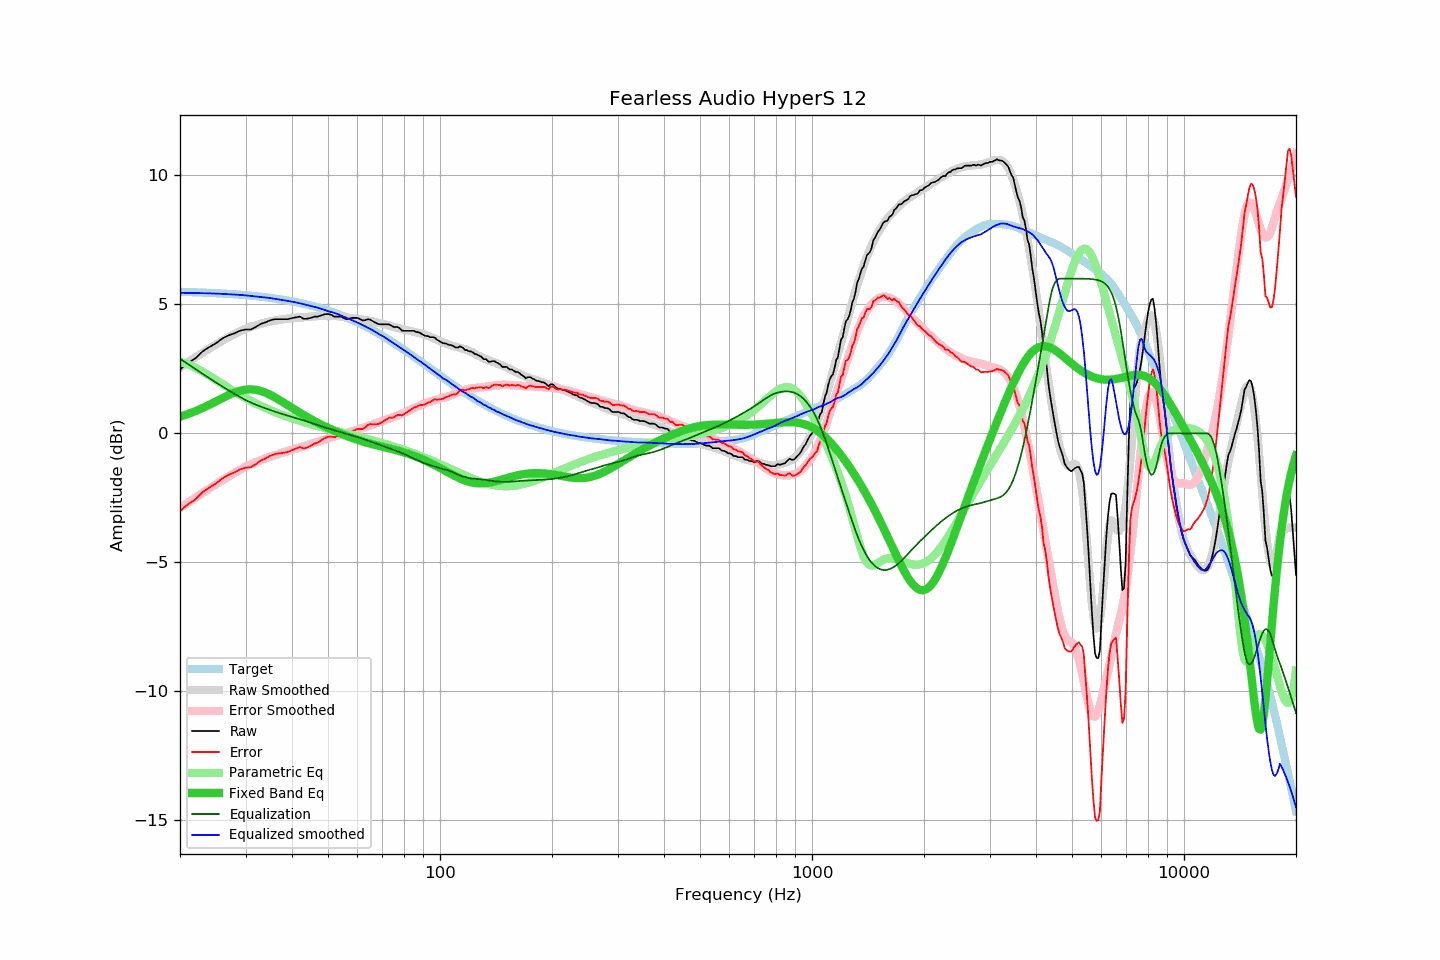 Fearless Audio HyperS 12
10
5
0
−5
−10
−15
Amplitude (dBr)
Target
Raw Smoothed
Error Smoothed
Raw
Error
Parametric Eq
Fixed Band Eq
Equalization
Equalized smoothed
100
1000
10000
Frequency (Hz)